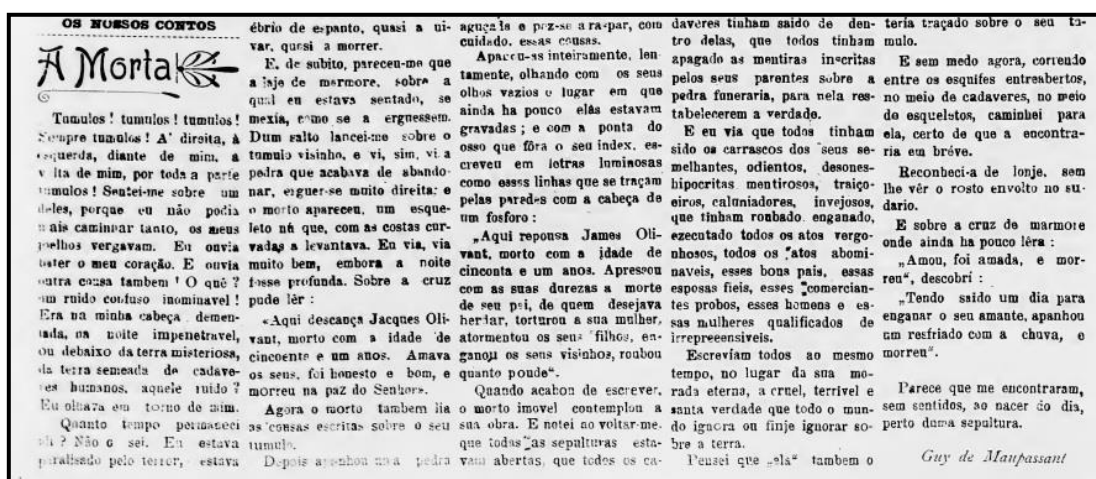 OS NOSSOS CONTOS
A Morta
Tumulos! tumulos! tumulos!
Sempre tumulos! A' direita, á
esquerda, diante de mim, a
volta de mim, por toda a parte
tumulos! Sentei-me sobre um
deles, porque eu não podia
mais caminhar tanto, os meus
joelhos vergavam. Eu ouvia
bater o meu coração. E ouvia
outra cousa tambem! O quê?
um ruido confuso inominavel!
Era na minha cabeça demen-
tada, na noite impenetravel,
ou debaixo da terra misteriosa,
da terra semeada de cadave-
res humanos, aquele ruido?
Eu olhava em torno de mim.
Quanto tempo permaneci
ali? Não o sei. Eu estava
paralisado pelo terror, estava
ébrio de espanto, quasi a ui-
var, quasi a morrer.
E, de subito, pareceu-me que
a laje de marmore, sobre a
qual eu estava sentado, se
mexia, como se a erguessem.
Dum salto lancei-me sobre o
tumulo visinho, e vi, sim, vi a
pedra que acabava de abando-
nar, erguer-se muito direita; e
o morto apareceu, um esque-
leto nú que, com as costas cur-
vadas a levantava. Eu via, via
muito bem, embora a noite
fosse profunda. Sobre a cruz
pude lêr:
«Aqui descança Jacques Oli-
vant, morto com a idade de
cincoente e um anos. Amava
os seus, foi honesto e bom, e
morreu na paz do Senhor».
Agora o morto tambem lia
as cousas escritas sobre o seu
tumulo.
Depois apanhou uma pedra
aguçada e poz-se a raspar, com
cuidado, essas cousas.
Apareceu-as inteiramente, len-
tamente, olhando com os seus
olhos vazios o lugar em que
ainda ha pouco elas estavam
gravadas; e com a ponta do
osso que fôra o seu index, es-
creveu em letras luminosas
como esses linhas que se traçam
pelas paredes com a cabeça de
um fosforo:
„Aqui repousa James Oli-
vant, morto com a idade de
cinconta e um anos. Apressou
com as suas durezas a morte
de seu pai, de quem desejava
herdar, torturou a sua mulher,
atormentou os seus filhos, en-
ganou os seus visinhos, roubou
quanto poude“.
Quando acabou de escrever,
o morto imovel contemplou a
sua obra. E notei ao voltar-me,
que todas as sepulturas esta-
vam abertas, que todos os ca-
daveres tinham saido de den-
tro delas, que todos tinham
apagado as mentiras inscritas
pelos seus parentes sobre a
pedra funeraria, para nela res-
tabelecerem a verdade.
E eu via que todos tinham
sido os carrascos dos seus se-
melhantes, odientos, desones-
hipocritas mentirosos, traiço-
eiros, caluniadores, invejosos,
que tinham roubado, enganado,
executado todos os atos vergo-
nhosos, todos os atos abomi-
naveis, esses bons pais, essas
esposas fieis, esses comercian-
tes probos, esses homens e es-
sas mulheres qualificados de
irrepreensiveis.
Escreviam todos ao mesmo
tempo, no lugar da sua mo-
rada eterna, a cruel, terrivel e
santa verdade que todo o mun-
do ignora ou finje ignorar so-
bre a terra.
Pensei que „ela“ tambem o
teria traçado sobre o seu tu-
mulo.
E sem medo agora, correndo
entre os esquifes entreabertos,
no meio de cadaveres, no meio
de esqueletos, caminhei para
ela, certo de que a encontra-
ria em bréve.
Reconheci-a de lonje, sem
lhe vêr o rosto envolto no su-
dario.
E sobre a cruz de marmore
onde ainda ha pouco lêra:
„Amou, foi amada, e mor-
reu“, descobri:
„Tendo saido um dia para
enganar o seu amante, apanhou
um resfriado com a chuva, e
morreu“.
Parece que me encontraram,
sem sentidos, ao nacer do dia,
perto duma sepultura.
Guy de Maupassant